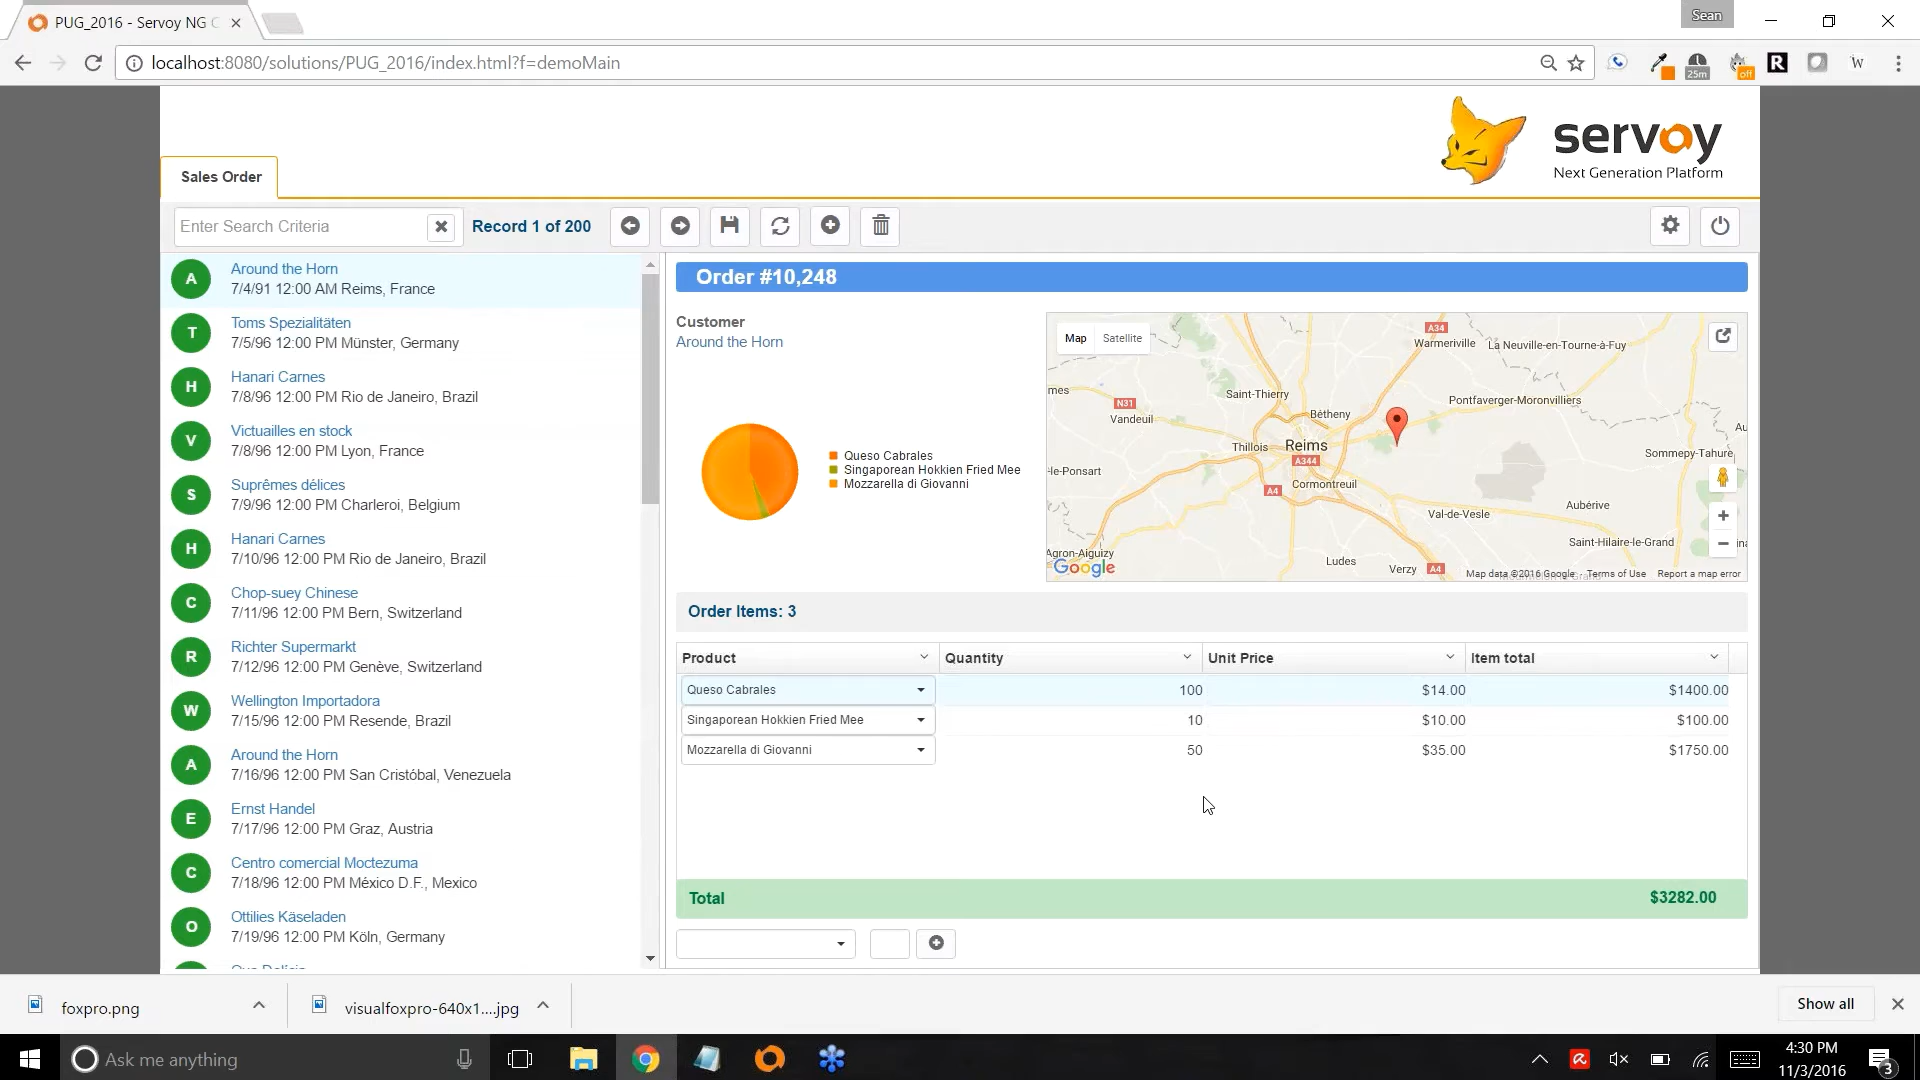 PUG_2016 - Servoy NG C
Sean
localhost:8080/solutions/PUG_2016/index.html?f=demoMain
25m
off
R
W
servoy
Next Generation Platform
Sales Order
Enter Search Criteria
Record 1 of 200
A
Around the Horn
7/4/91 12:00 AM Reims, France
T
Toms Spezialitäten
7/5/96 12:00 PM Münster, Germany
H
Hanari Carnes
7/8/96 12:00 PM Rio de Janeiro, Brazil
V
Victuailles en stock
7/8/96 12:00 PM Lyon, France
S
Suprêmes délices
7/9/96 12:00 PM Charleroi, Belgium
H
Hanari Carnes
7/10/96 12:00 PM Rio de Janeiro, Brazil
C
Chop-suey Chinese
7/11/96 12:00 PM Bern, Switzerland
R
Richter Supermarkt
7/12/96 12:00 PM Genève, Switzerland
W
Wellington Importadora
7/15/96 12:00 PM Resende, Brazil
A
Around the Horn
7/16/96 12:00 PM San Cristóbal, Venezuela
E
Ernst Handel
7/17/96 12:00 PM Graz, Austria
C
Centro comercial Moctezuma
7/18/96 12:00 PM México D.F., Mexico
O
Ottilies Käseladen
7/19/96 12:00 PM Köln, Germany
Order #10,248
Customer
Around the Horn
Queso Cabrales
Singaporean Hokkien Fried Mee
Mozzarella di Giovanni
Map
Satellite
A34
Warmeriville
La Neuville-en-Tourne-à-Fuy
mes
Saint-Thierry
N31
Vandeuil
Bétheny
Pontfaverger-Moronvilliers
Au
Thillois
Reims
A344
Sommepy-Tahure
le-Ponsart
A4
Cormontreuil
Aubérive
Val-de-Vesle
Saint-Hilaire-le-Grand
Agron-Aiguizy
Ludes
Verzy
A4
Google
Map data ©2016 Google
Terms of Use
Report a map error
Order Items: 3
Product Quantity Unit Price Item total
Queso Cabrales 100 $14.00 $1400.00
Singaporean Hokkien Fried Mee 10 $10.00 $100.00
Mozzarella di Giovanni 50 $35.00 $1750.00
Total $3282.00
foxpro.png
visualfoxpro-640x1....jpg
Show all
Ask me anything
4:30 PM
11/3/2016
3